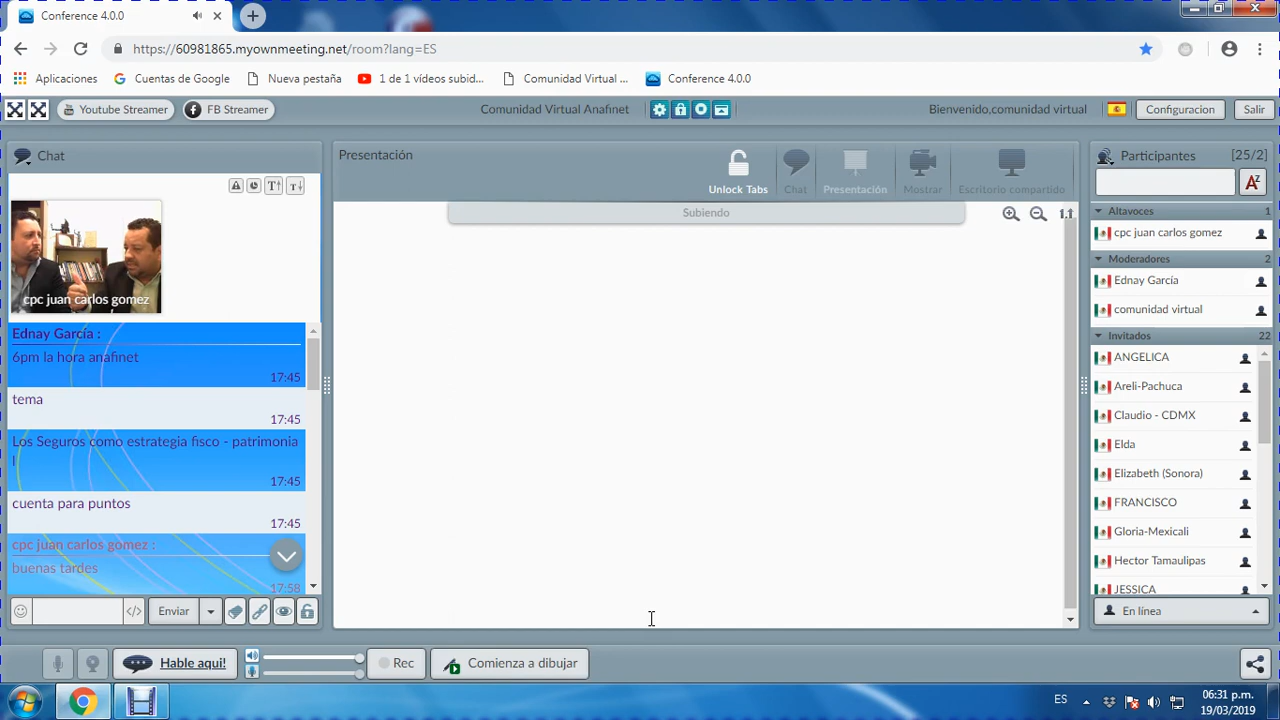 Conference 4.0.0
https://60981865.myownmeeting.net/room?lang=ES
Aplicaciones
Cuentas de Google
Nueva pestaña
1 de 1 vídeos subid...
Comunidad Virtual ...
Conference 4.0.0
Youtube Streamer
FB Streamer
Comunidad Virtual Anafinet
Bienvenido,comunidad virtual
Configuracion
Salir
Chat
Presentación
Unlock Tabs
Chat
Presentación
Mostrar
Escritorio compartido
Participantes
[25/2]
Subiendo
1:1
cpc juan carlos gomez
Ednay García :
6pm la hora anafinet
17:45
tema
17:45
Los Seguros como estrategia fisco - patrimonia
l
17:45
cuenta para puntos
17:45
cpc juan carlos gomez :
buenas tardes
17:58
Enviar
Altavoces 1
cpc juan carlos gomez
Moderadores 2
Ednay García
comunidad virtual
Invitados 22
ANGELICA
Areli-Pachuca
Claudio - CDMX
Elda
Elizabeth (Sonora)
FRANCISCO
Gloria-Mexicali
Hector Tamaulipas
JESSICA
En línea
Hable aqui!
Rec
Comienza a dibujar
ES
06:31 p.m.
19/03/2019